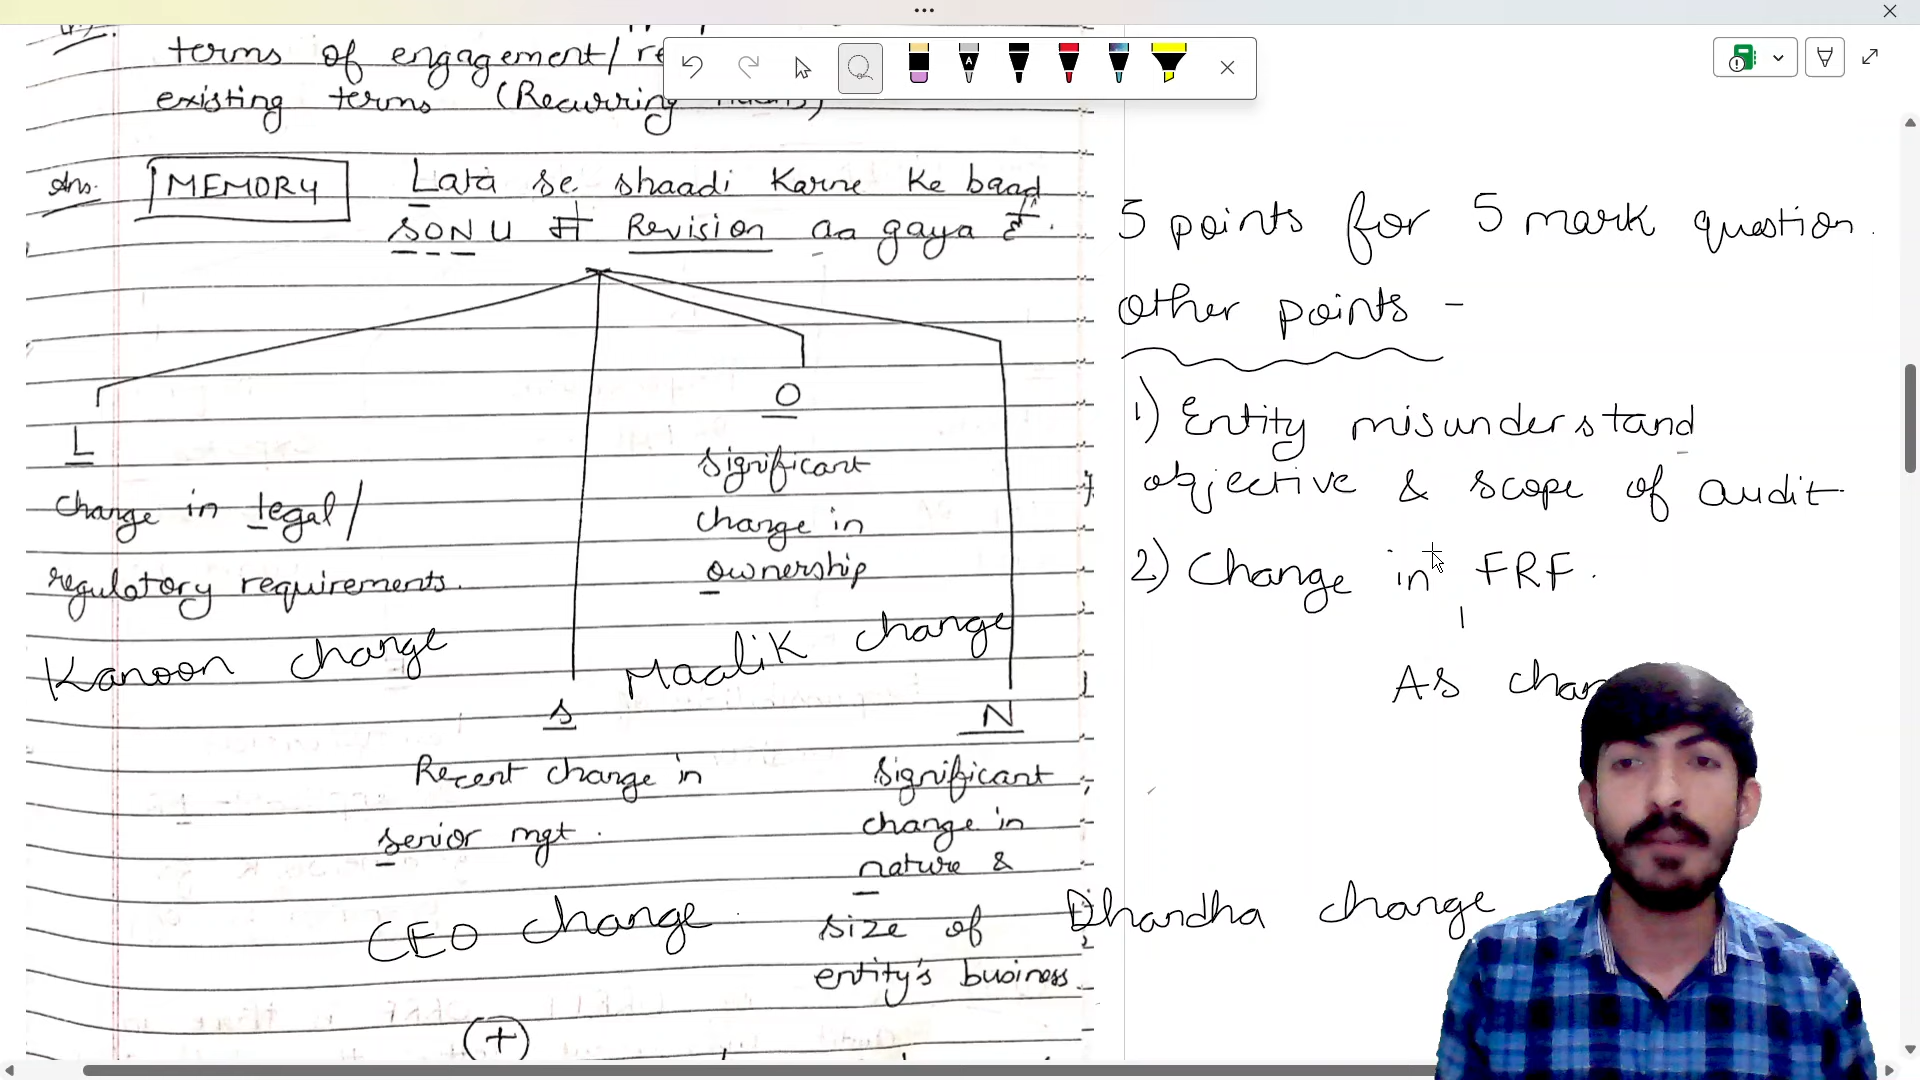 terms of engagement/
existing terms (Recurring
Ans. MEMORY Lata se shaadi Karne Ke baad
SONU में Revision aa gaya है.
L
Change in legal/
regulatory requirements.
Kanoon change
O
significant
change in
ownership
Maalik change
S
Recent change in
senior mgt.
CEO change
N
significant
change in
nature &
size of
entity's business
Dhandha change
(+)
5 points for 5 mark question.
other points -
1) Entity misunderstand
objective & scope of audit
2) Change in FRF.
AS
A